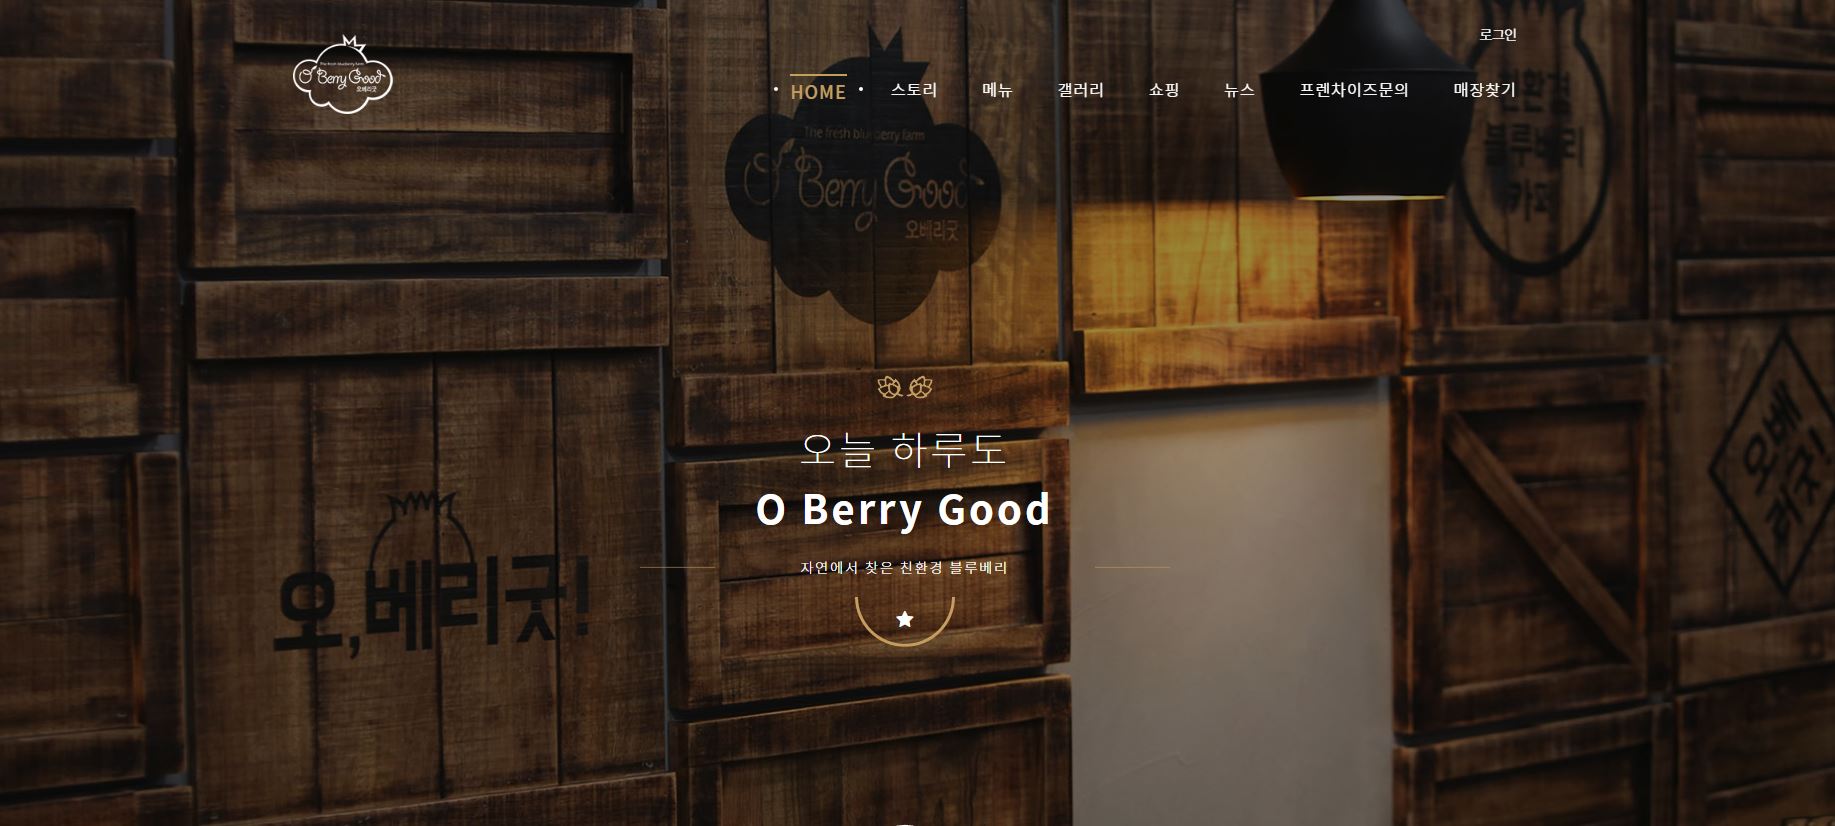 로그인
The fresh blueberry farm
O' Berry Good
오베리굿
HOME 스토리 메뉴 갤러리 쇼핑 뉴스 프렌차이즈문의 매장찾기
The fresh blueberry farm
O' Berry Good
오베리굿
친환경
블루베리
카페
오늘 하루도
O Berry Good
자연에서 찾은 친환경 블루베리
오,베리굿!
오베
리굿!